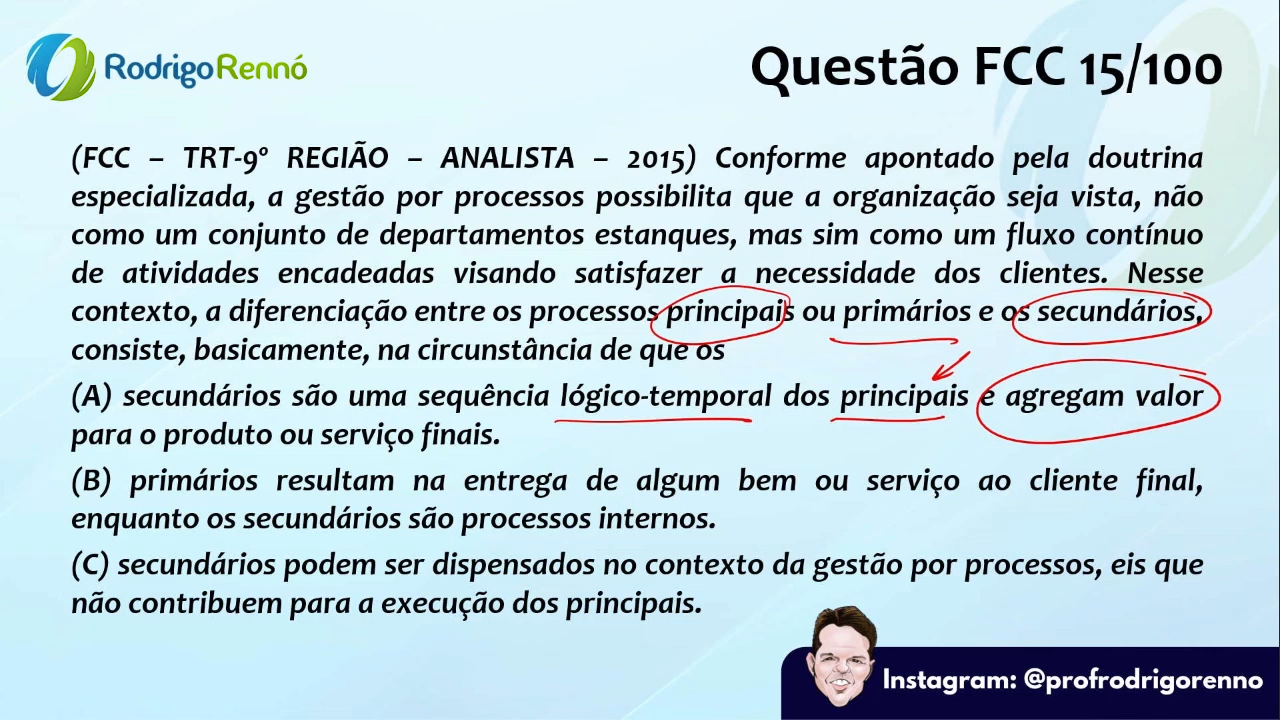 RodrigoRennó
Questão FCC 15/100
(FCC – TRT-9º REGIÃO – ANALISTA – 2015) Conforme apontado pela doutrina
especializada, a gestão por processos possibilita que a organização seja vista, não
como um conjunto de departamentos estanques, mas sim como um fluxo contínuo
de atividades encadeadas visando satisfazer a necessidade dos clientes. Nesse
contexto, a diferenciação entre os processos principais ou primários e os secundários,
consiste, basicamente, na circunstância de que os
(A) secundários são uma sequência lógico-temporal dos principais e agregam valor
para o produto ou serviço finais.
(B) primários resultam na entrega de algum bem ou serviço ao cliente final,
enquanto os secundários são processos internos.
(C) secundários podem ser dispensados no contexto da gestão por processos, eis que
não contribuem para a execução dos principais.
Instagram: @profrodrigorenno